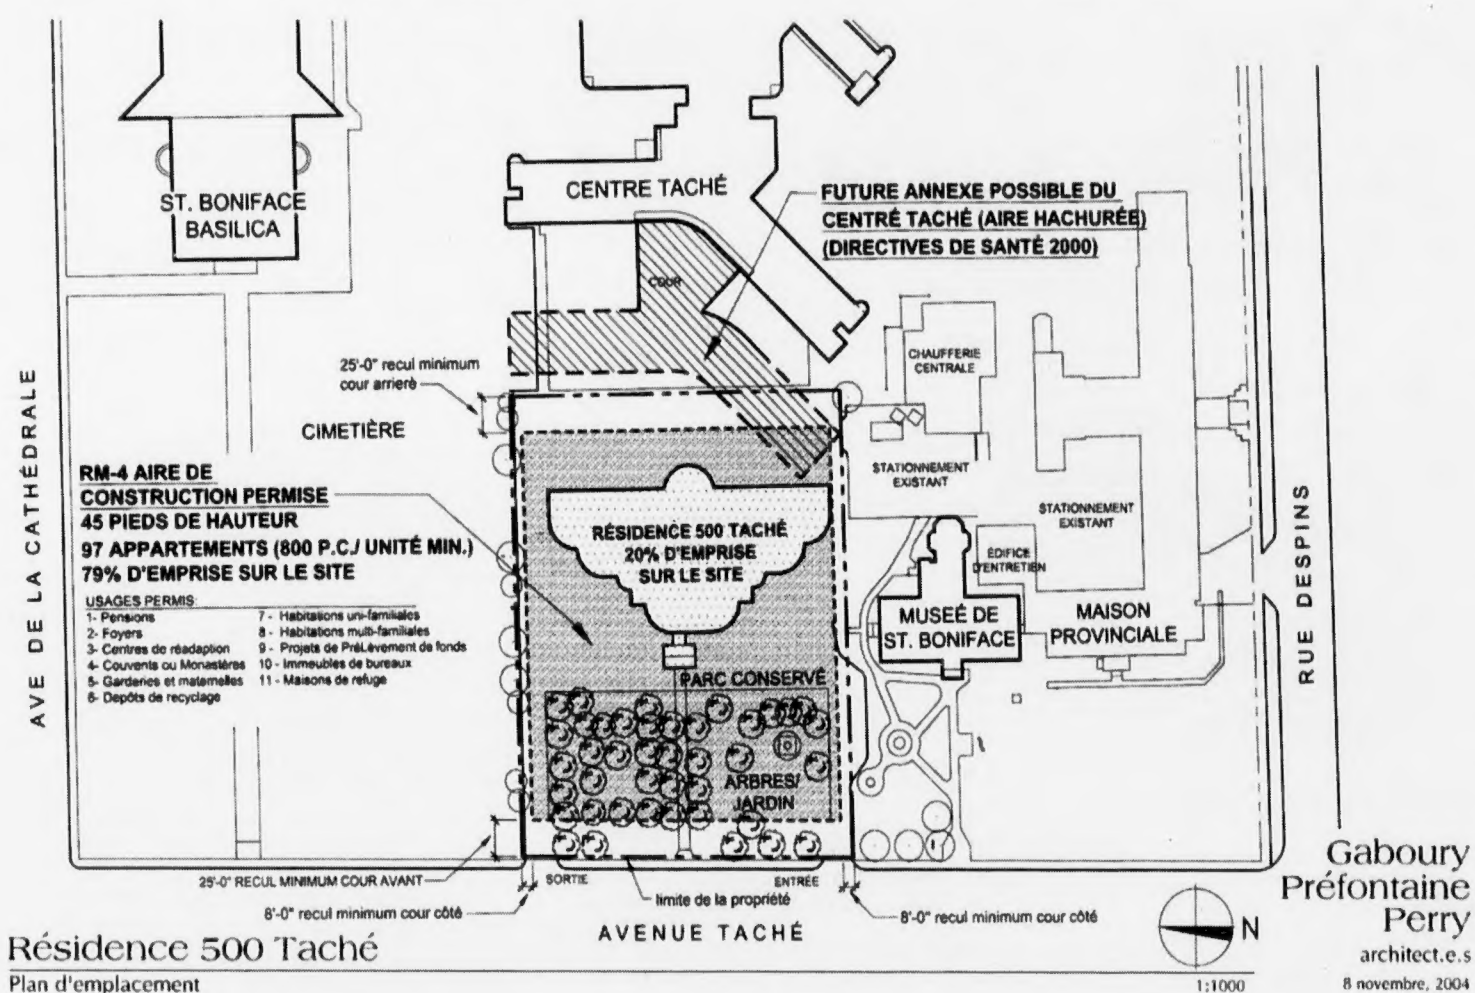 ST. BONIFACE
BASILICA
CENTRE TACHÉ
FUTURE ANNEXE POSSIBLE DU
CENTRÉ TACHÉ (AIRE HACHURÉE)
(DIRECTIVES DE SANTÉ 2000)
COUR
25'-0" recul minimum
cour arrierè
CHAUFFERIE
CENTRALE
CIMETIÈRE
AVE DE LA CATHÉDRALE
RM-4 AIRE DE
CONSTRUCTION PERMISE
45 PIEDS DE HAUTEUR
97 APPARTEMENTS (800 P.C./ UNITÉ MIN.)
79% D'EMPRISE SUR LE SITE
USAGES PERMIS:
1- Pensions
2- Foyers
3- Centres de réadaption
4- Couvents ou Monastères
5- Garderies et maternelles
6- Depôts de recyclage
7 - Habitations uni-familiales
8 - Habitations multi-familiales
9 - Projets de PréLèvement de fonds
10 - Immeubles de bureaux
11 - Maisons de refuge
RÉSIDENCE 500 TACHÉ
20% D'EMPRISE
SUR LE SITE
STATIONNEMENT
EXISTANT
STATIONNEMENT
EXISTANT
ÉDIFICE
D'ENTRETIEN
MUSEÉ DE
ST. BONIFACE
MAISON
PROVINCIALE
RUE DESPINS
PARC CONSERVÉ
ARBRES/
JARDIN
25'-0" RECUL MINIMUM COUR AVANT
SORTIE
ENTRÉE
limite de la propriété
8'-0" recul minimum cour côté
8'-0" recul minimum cour côté
AVENUE TACHÉ
N
Gaboury
Préfontaine
Perry
architect.e.s
Résidence 500 Taché
Plan d'emplacement
1:1000
8 novembre, 2004